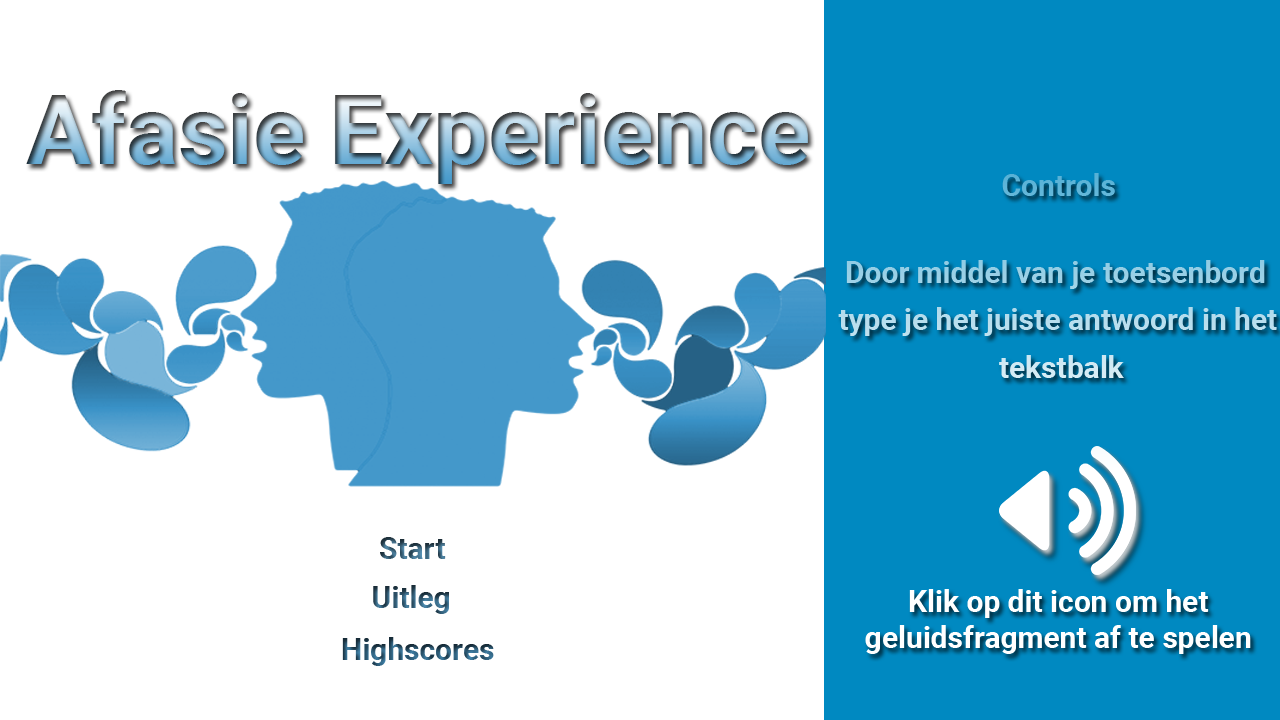 Afasie Experience
Start
Uitleg
Highscores
Controls
Door middel van je toetsenbord
type je het juiste antwoord in het
tekstbalk
Klik op dit icon om het
geluidsfragment af te spelen